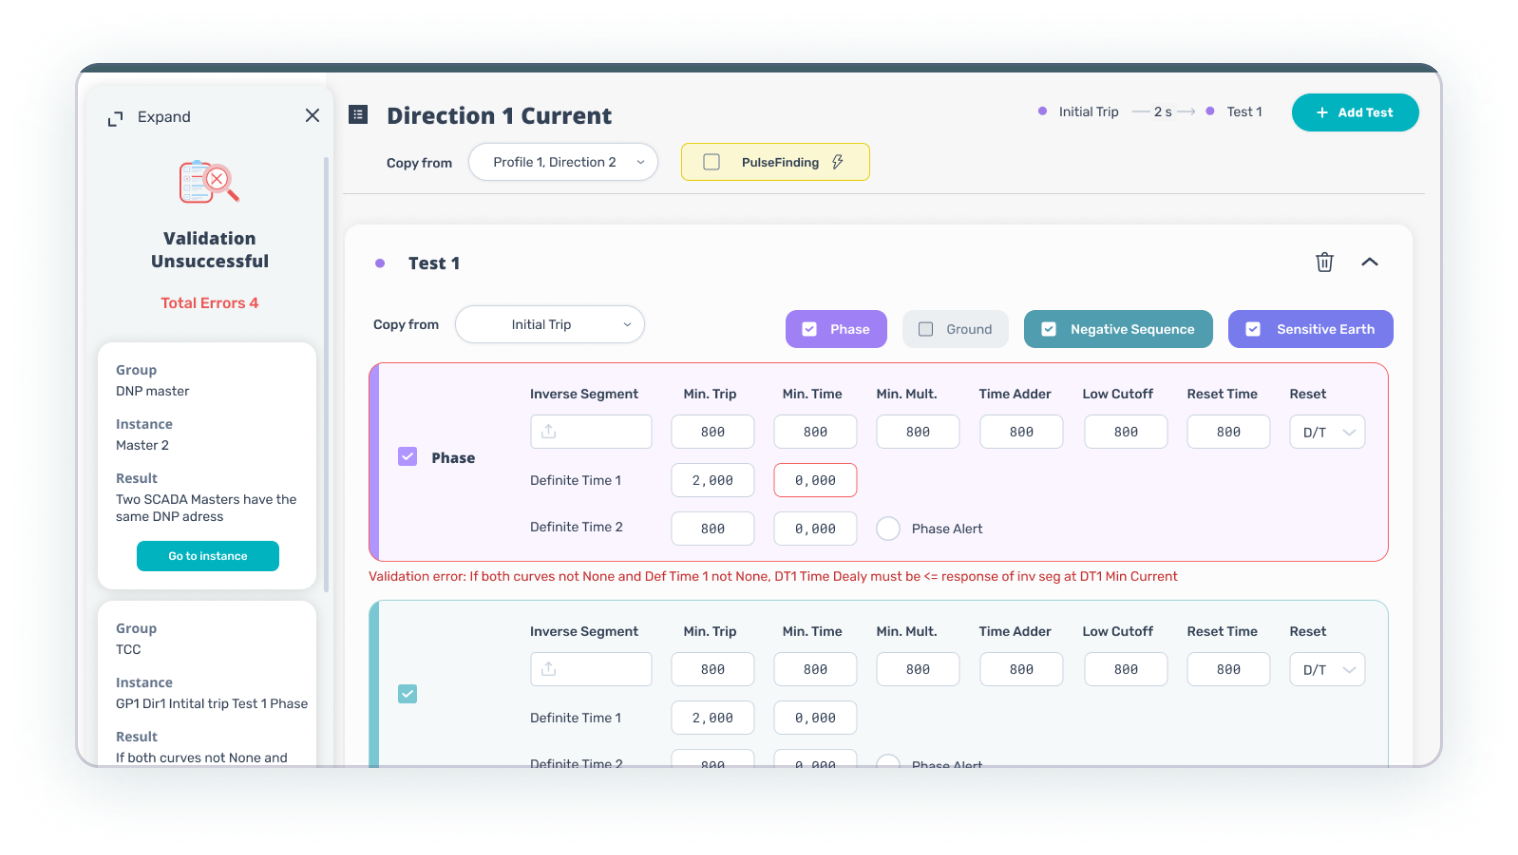 Expand
Validation
Unsuccessful
Total Errors 4
Group
DNP master
Instance
Master 2
Result
Two SCADA Masters have the
same DNP adress
Go to instance
Group
TCC
Instance
GP1 Dir1 Intital trip Test 1 Phase
Result
If both curves not None and
Direction 1 Current
Initial Trip 2 s Test 1
+ Add Test
Copy from Profile 1, Direction 2 PulseFinding
Test 1
Copy from Initial Trip Phase Ground Negative Sequence Sensitive Earth
Inverse Segment Min. Trip Min. Time Min. Mult. Time Adder Low Cutoff Reset Time Reset
800 800 800 800 800 800 D/T
Phase
Definite Time 1 2,000 0,000
Definite Time 2 800 0,000 Phase Alert
Validation error: If both curves not None and Def Time 1 not None, DT1 Time Dealy must be <= response of inv seg at DT1 Min Current
Inverse Segment Min. Trip Min. Time Min. Mult. Time Adder Low Cutoff Reset Time Reset
800 800 800 800 800 800 D/T
Definite Time 1 2,000 0,000
Definite Time 2 800 0,000 Phase Alert